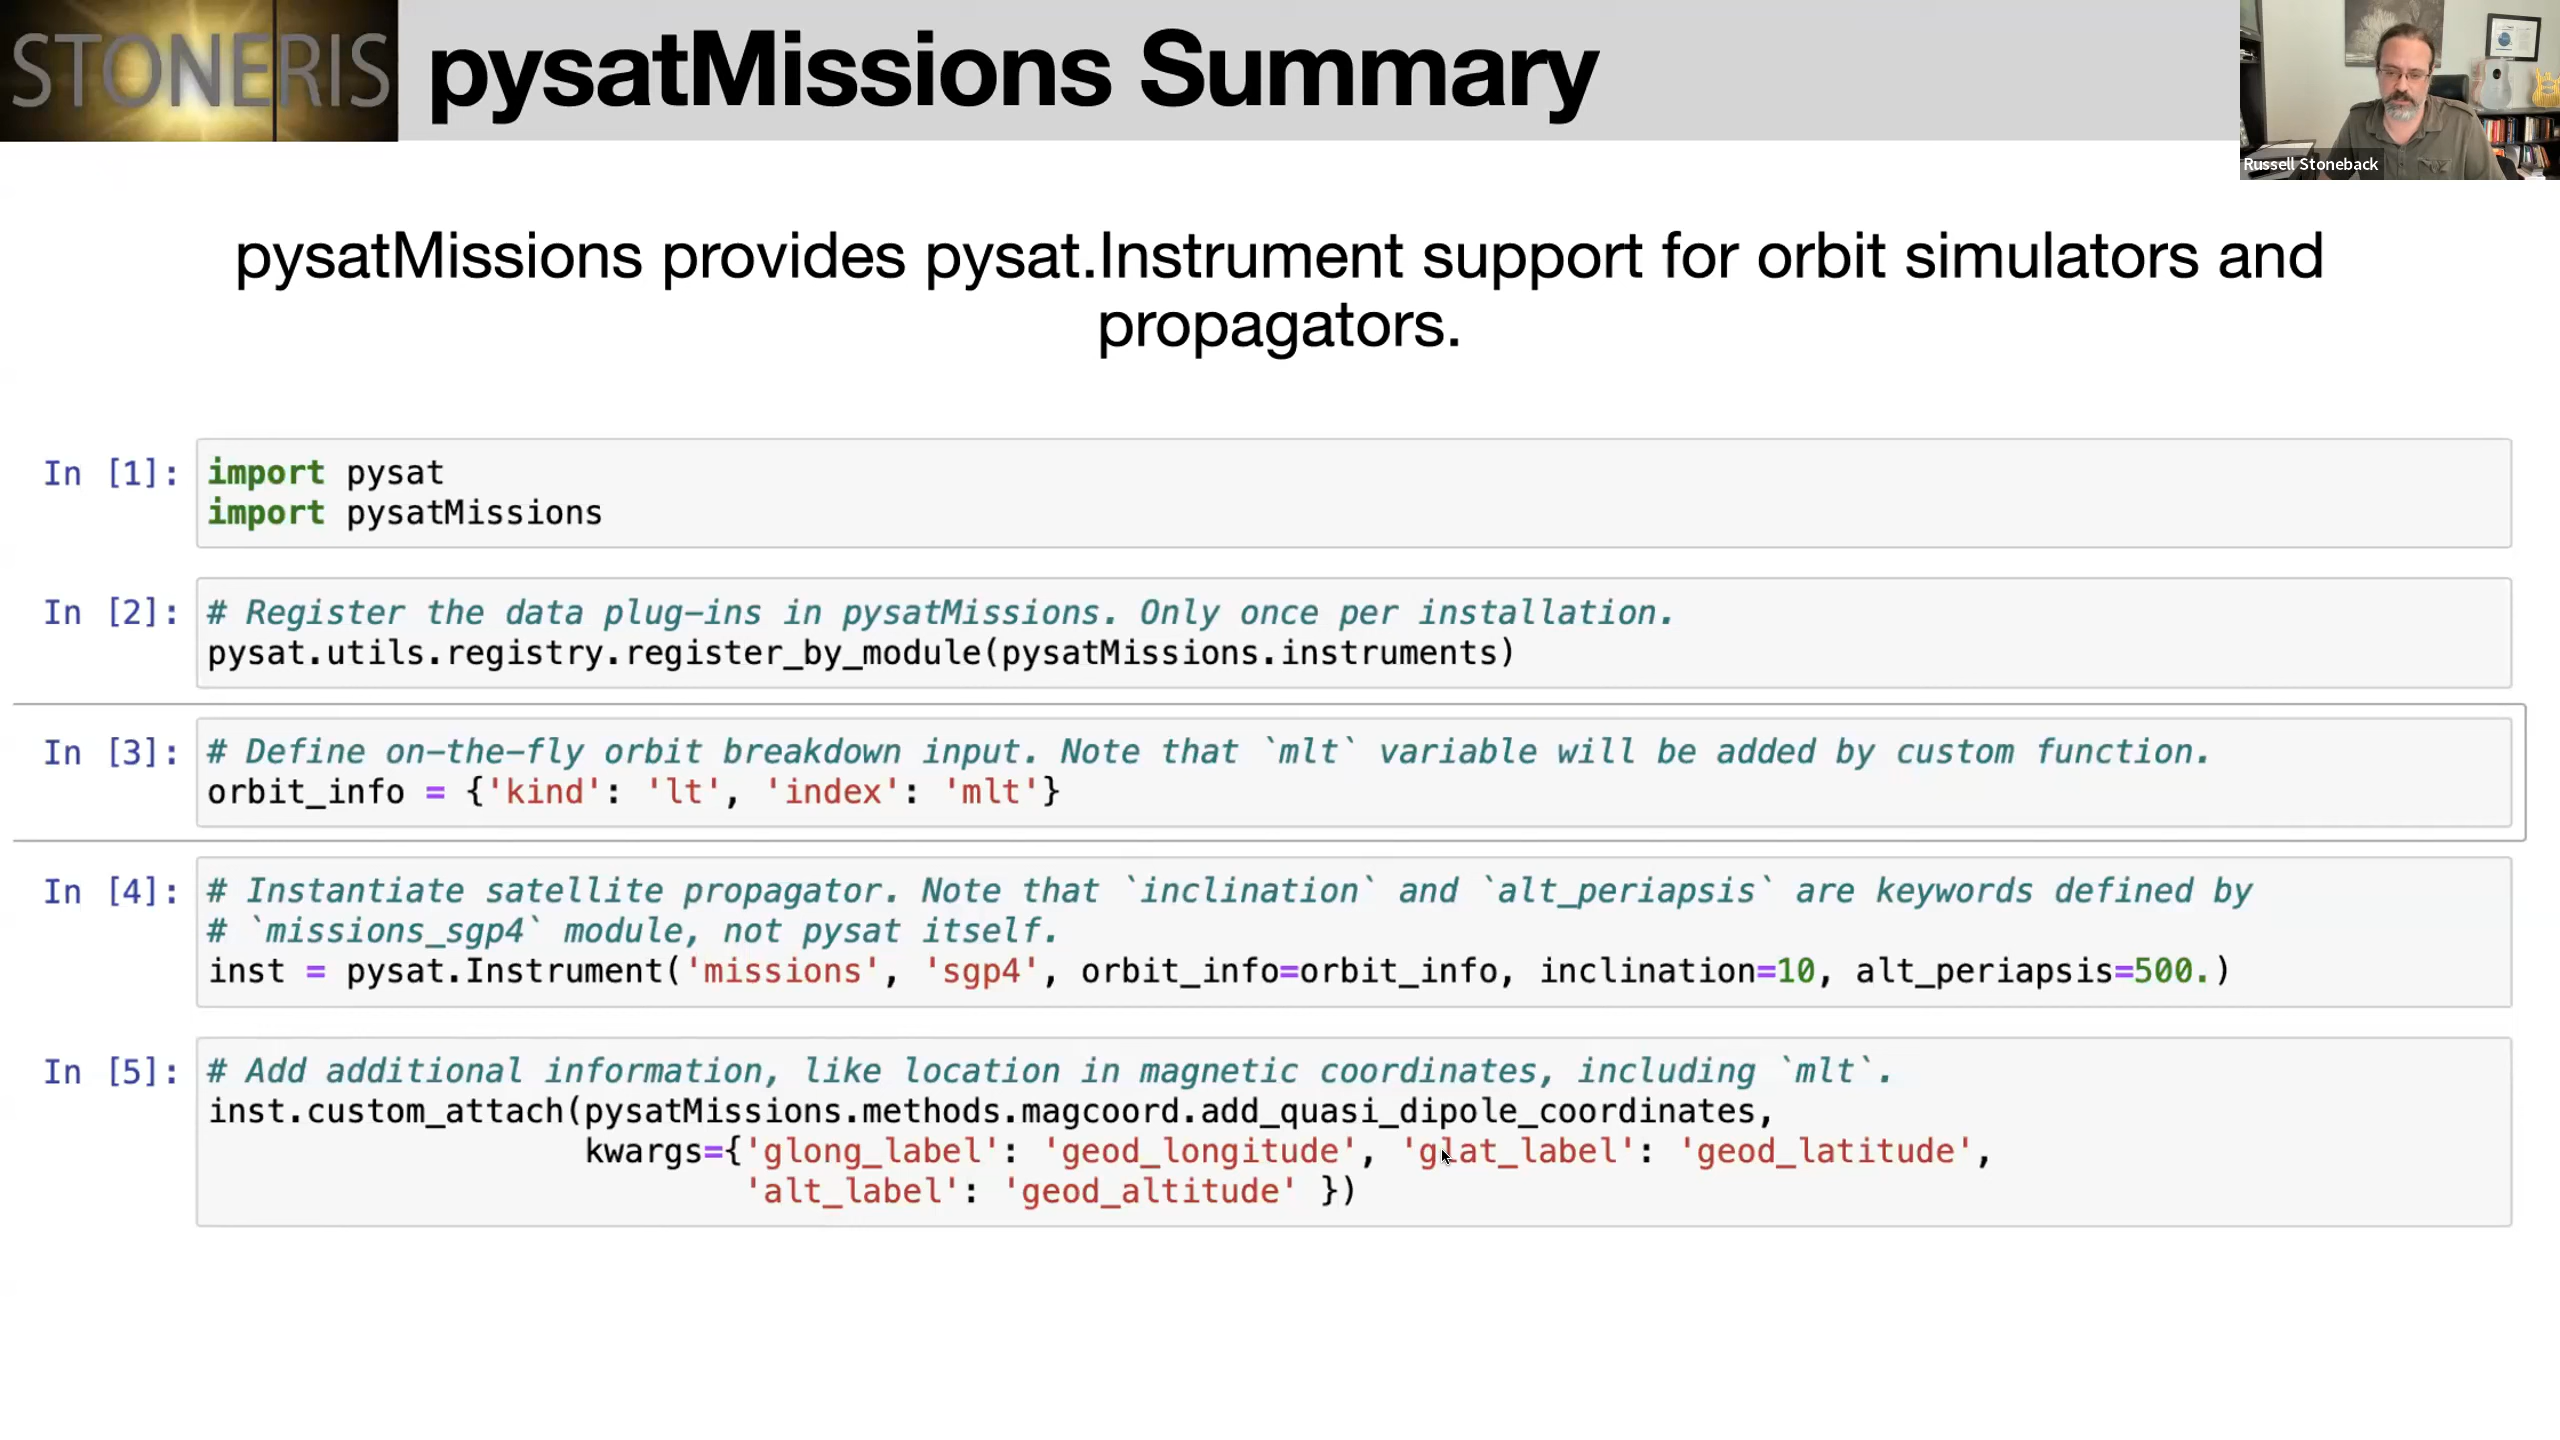 STONERIS
pysatMissions Summary
Russell Stoneback
pysatMissions provides pysat.Instrument support for orbit simulators and
propagators.
In [1]:
import pysat
import pysatMissions
In [2]:
# Register the data plug-ins in pysatMissions. Only once per installation.
pysat.utils.registry.register_by_module(pysatMissions.instruments)
In [3]:
# Define on-the-fly orbit breakdown input. Note that `mlt` variable will be added by custom function.
orbit_info = {'kind': 'lt', 'index': 'mlt'}
In [4]:
# Instantiate satellite propagator. Note that `inclination` and `alt_periapsis` are keywords defined by
# `missions_sgp4` module, not pysat itself.
inst = pysat.Instrument('missions', 'sgp4', orbit_info=orbit_info, inclination=10, alt_periapsis=500.)
In [5]:
# Add additional information, like location in magnetic coordinates, including `mlt`.
inst.custom_attach(pysatMissions.methods.magcoord.add_quasi_dipole_coordinates,
kwargs={'glong_label': 'geod_longitude', 'glat_label': 'geod_latitude',
'alt_label': 'geod_altitude' })